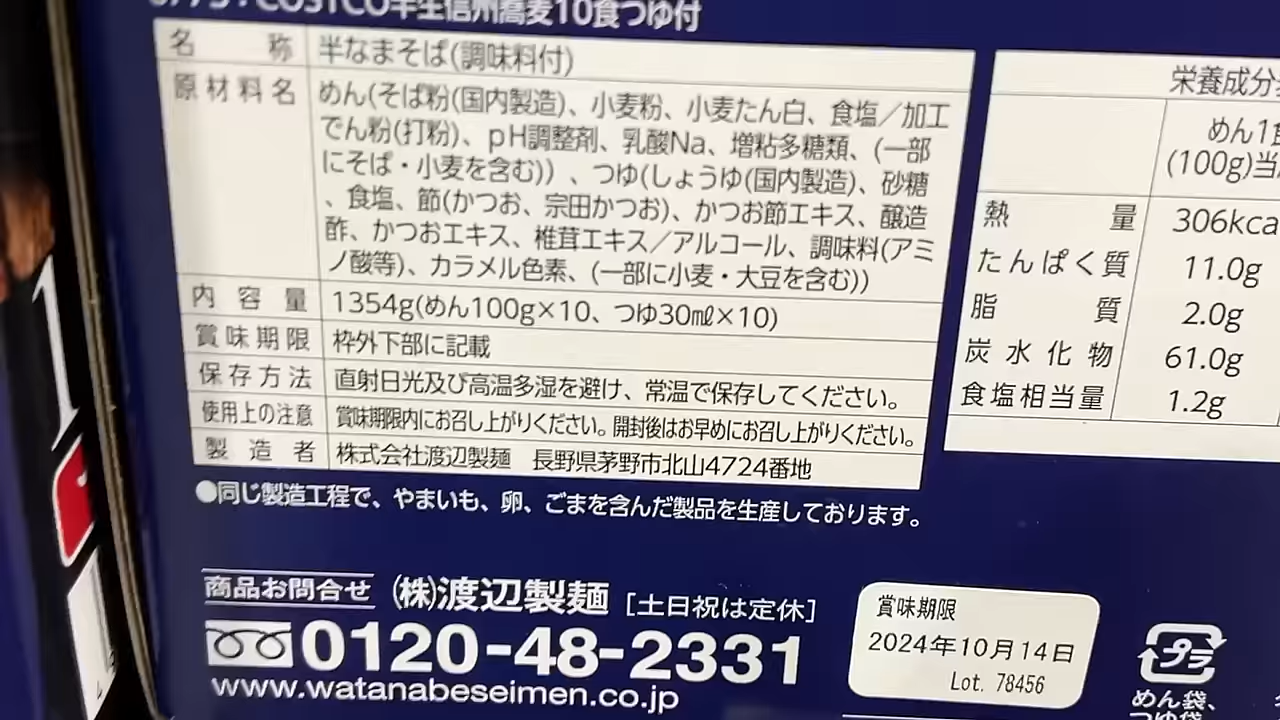 COSTCO半生信州蕎麦10食つゆ付
名称 半なまそば(調味料付)
原材料名 めん(そば粉(国内製造)、小麦粉、小麦たん白、食塩／加工
でん粉(打粉)、pH調整剤、乳酸Na、増粘多糖類、(一部
にそば・小麦を含む))、つゆ(しょうゆ(国内製造)、砂糖
、食塩、節(かつお、宗田かつお)、かつお節エキス、醸造
酢、かつおエキス、椎茸エキス／アルコール、調味料(アミ
ノ酸等)、カラメル色素、(一部に小麦・大豆を含む))
内容量 1354g(めん100g×10、つゆ30㎖×10)
賞味期限 枠外下部に記載
保存方法 直射日光及び高温多湿を避け、常温で保存してください。
使用上の注意 賞味期限内にお召し上がりください。開封後はお早めにお召し上がりください。
製造者 株式会社渡辺製麺 長野県茅野市北山4724番地
●同じ製造工程で、やまいも、卵、ごまを含んだ製品を生産しております。
商品お問合せ ㈱渡辺製麺 [土日祝は定休]
0120-48-2331
www.watanabeseimen.co.jp
賞味期限
2024年10月14日
Lot. 78456
栄養成分
めん1食
(100g)当
熱量 306kca
たんぱく質 11.0g
脂質 2.0g
炭水化物 61.0g
食塩相当量 1.2g
プラ
めん袋、
つゆ袋